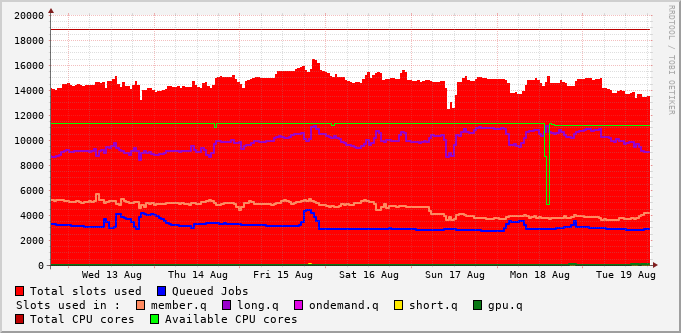 20000
18000
16000
14000
12000
10000
8000
6000
4000
2000
0
Wed 13 Aug Thu 14 Aug Fri 15 Aug Sat 16 Aug Sun 17 Aug Mon 18 Aug Tue 19 Aug
RRDTOOL / TOBI OETIKER
Total slots used Queued Jobs
Slots used in : member.q long.q ondemand.q short.q gpu.q
Total CPU cores Available CPU cores